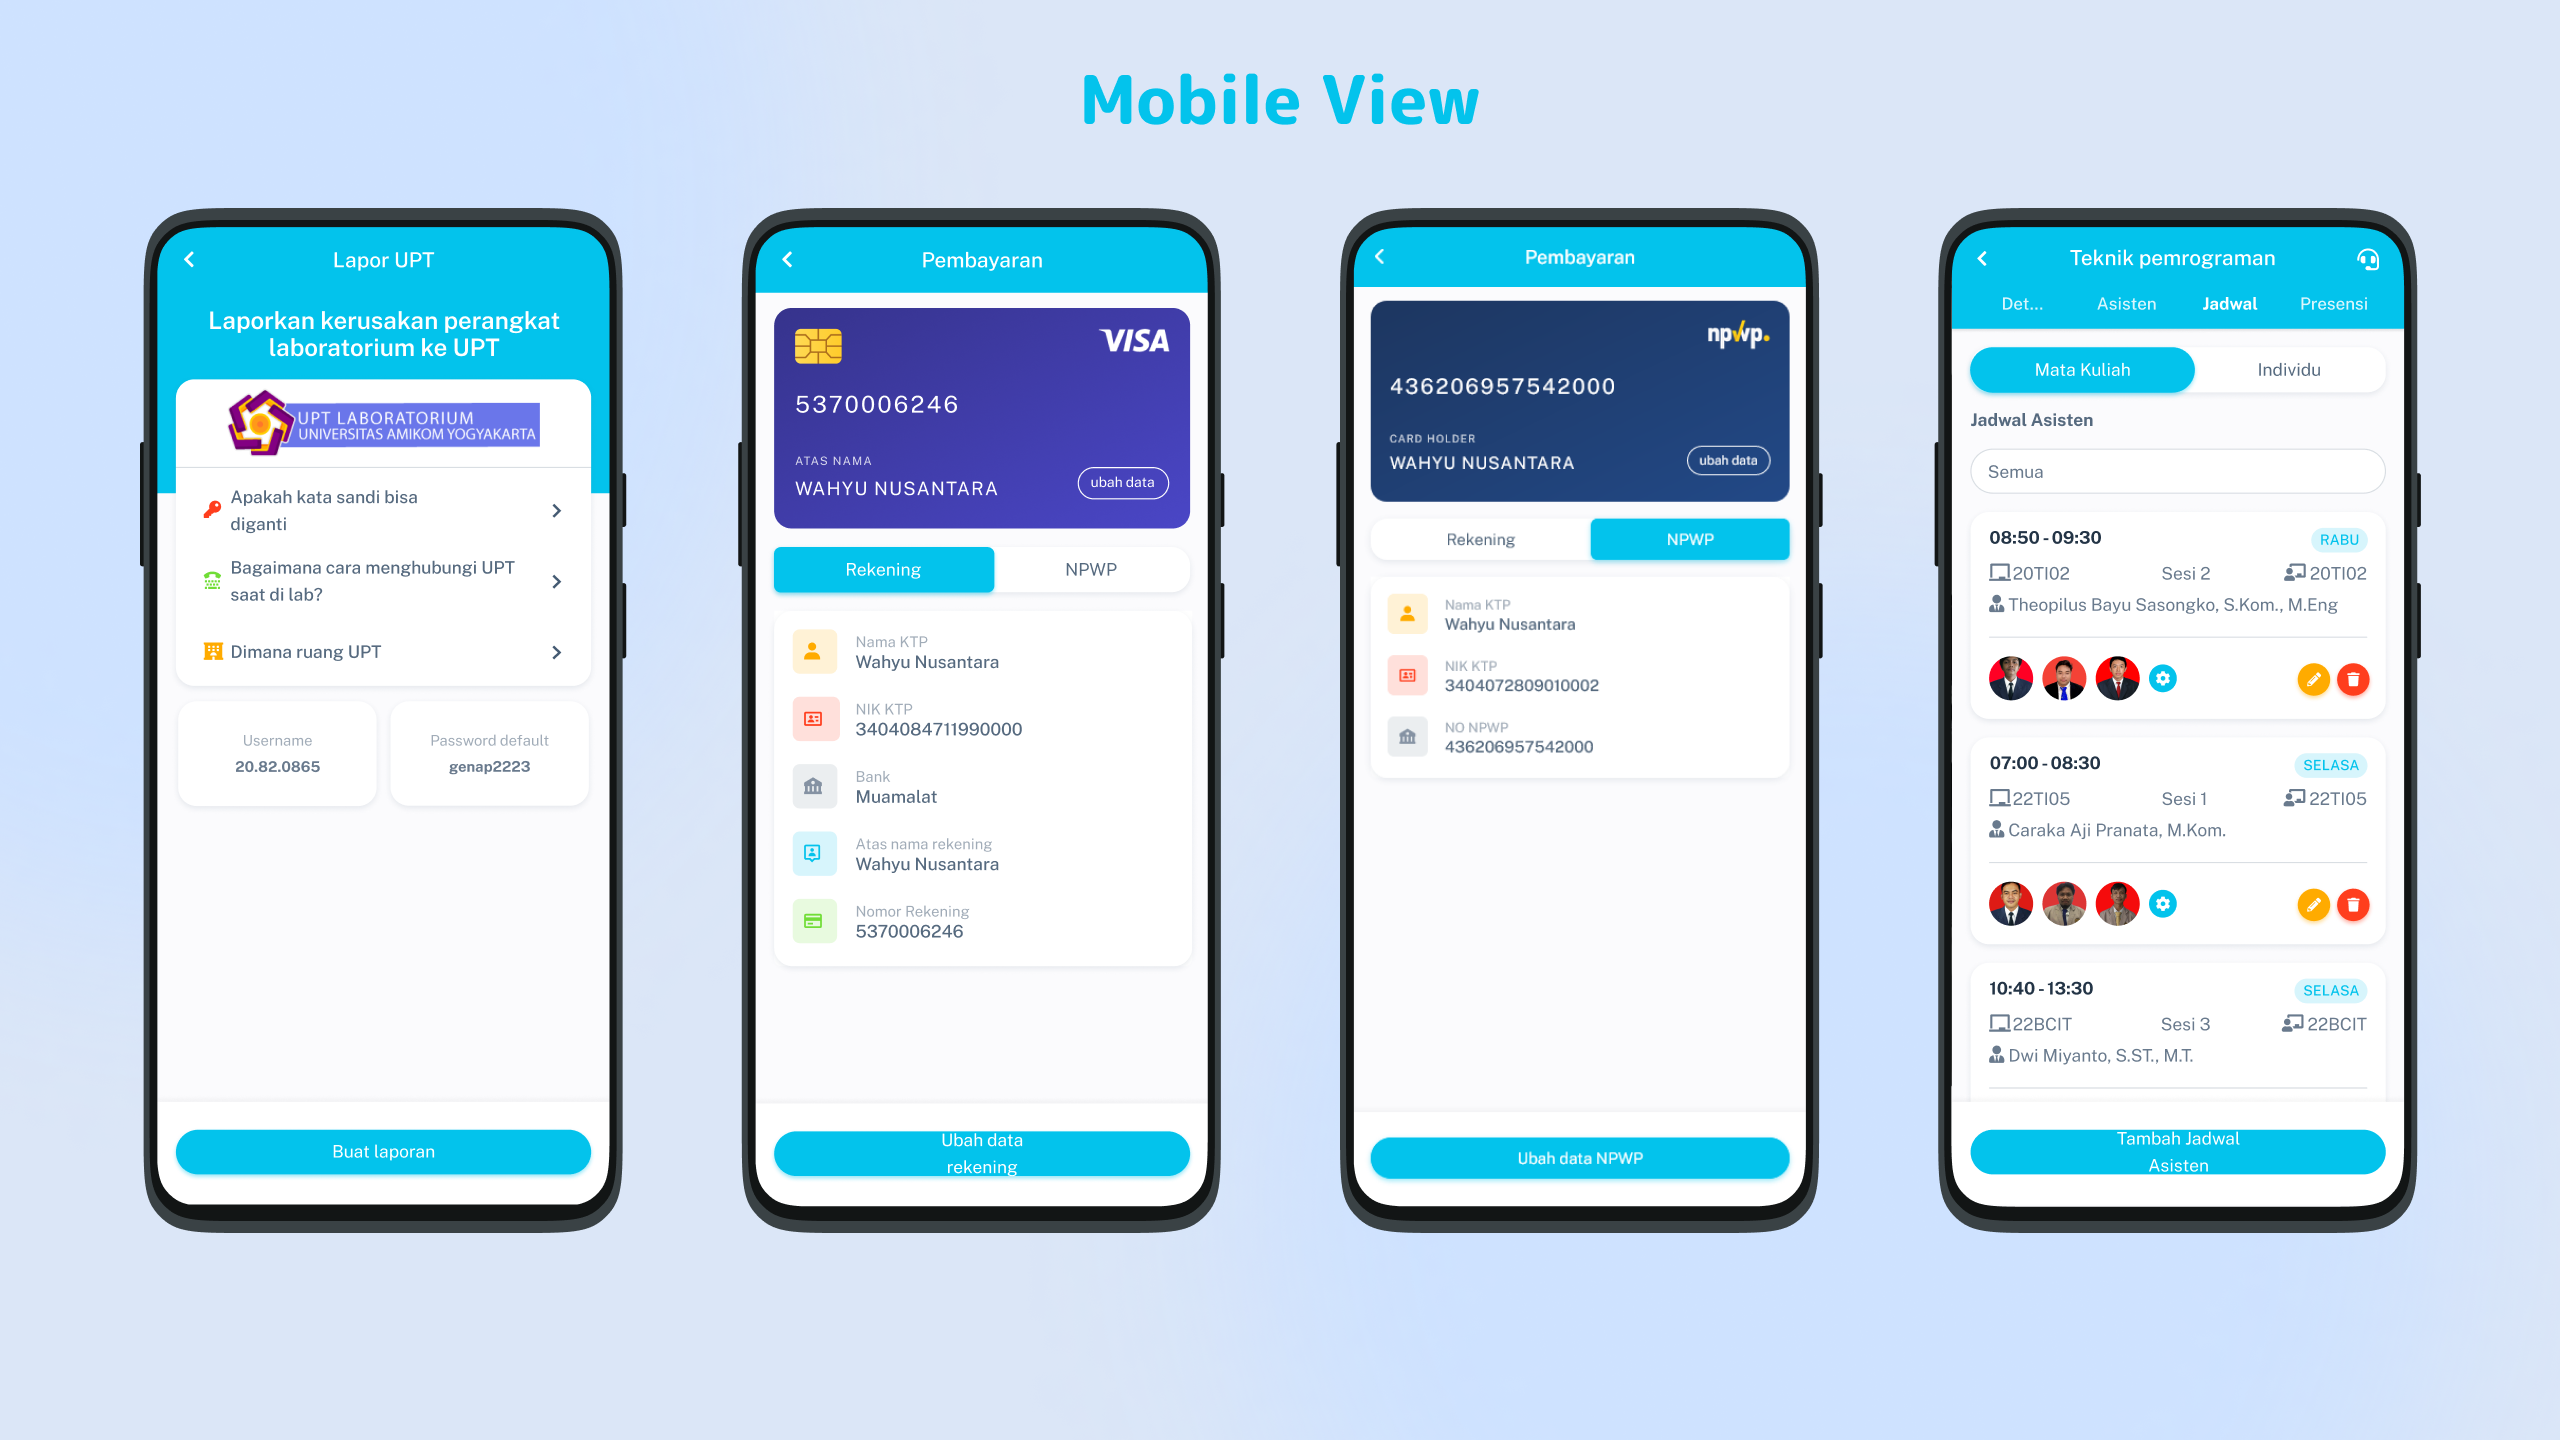 Mobile View
Lapor UPT
Laporkan kerusakan perangkat
laboratorium ke UPT
UPT LABORATORIUM
UNIVERSITAS AMIKOM YOGYAKARTA
Apakah kata sandi bisa
diganti
Bagaimana cara menghubungi UPT
saat di lab?
Dimana ruang UPT
Username
20.82.0865
Password default
genap2223
Buat laporan
Pembayaran
VISA
5370006246
ATAS NAMA
WAHYU NUSANTARA
ubah data
Rekening
NPWP
Nama KTP
Wahyu Nusantara
NIK KTP
3404084711990000
Bank
Muamalat
Atas nama rekening
Wahyu Nusantara
Nomor Rekening
5370006246
Ubah data
rekening
Pembayaran
npwp.
436206957542000
CARD HOLDER
WAHYU NUSANTARA
ubah data
Rekening
NPWP
Nama KTP
Wahyu Nusantara
NIK KTP
3404072809010002
NO NPWP
436206957542000
Ubah data NPWP
Teknik pemrograman
Det... Asisten Jadwal Presensi
Mata Kuliah Individu
Jadwal Asisten
Semua
08:50 - 09:30 RABU
20TI02 Sesi 2 20TI02
Theopilus Bayu Sasongko, S.Kom., M.Eng
07:00 - 08:30 SELASA
22TI05 Sesi 1 22TI05
Caraka Aji Pranata, M.Kom.
10:40 - 13:30 SELASA
22BCIT Sesi 3 22BCIT
Dwi Miyanto, S.ST., M.T.
Tambah Jadwal
Asisten